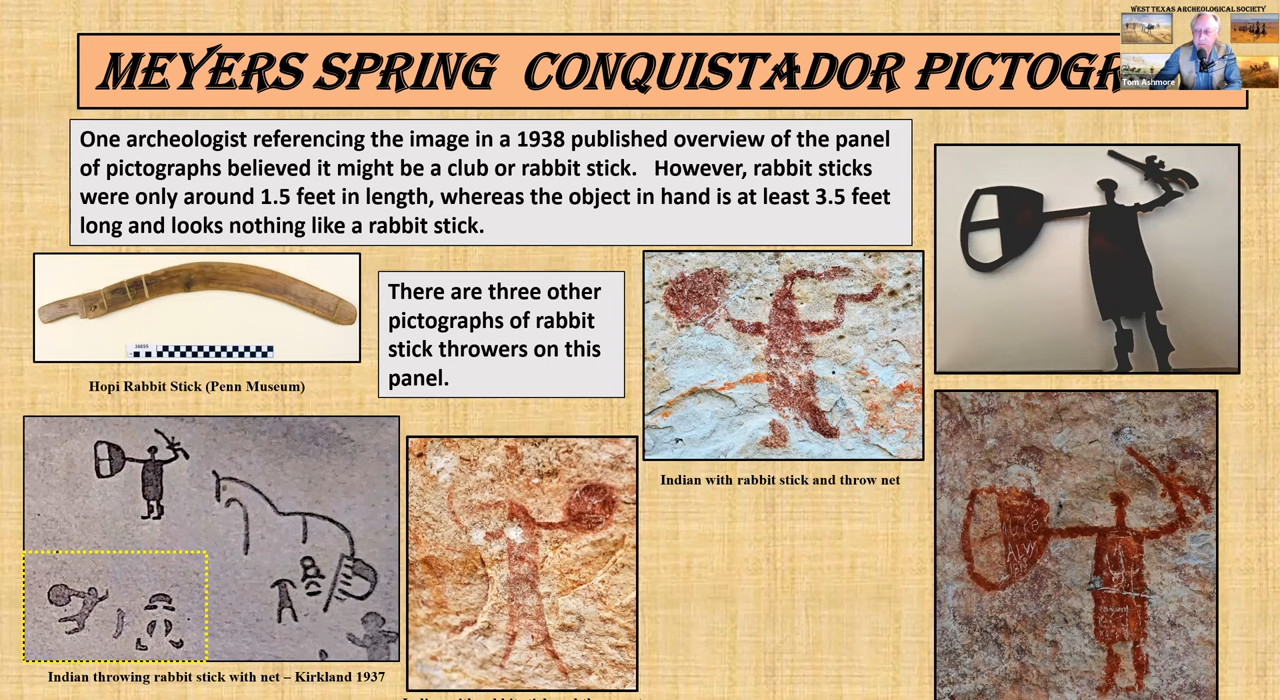 WEST TEXAS ARCHEOLOGICAL SOCIETY
Tom Ashmore
MEYERS SPRING CONQUISTADOR PICTOGR
One archeologist referencing the image in a 1938 published overview of the panel
of pictographs believed it might be a club or rabbit stick. However, rabbit sticks
were only around 1.5 feet in length, whereas the object in hand is at least 3.5 feet
long and looks nothing like a rabbit stick.
There are three other
pictographs of rabbit
stick throwers on this
panel.
Hopi Rabbit Stick (Penn Museum)
Indian with rabbit stick and throw net
Indian throwing rabbit stick with net – Kirkland 1937